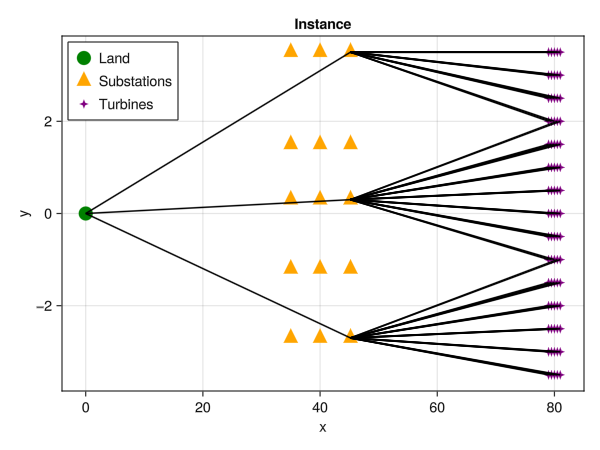 Instance
Land
Substations
Turbines
2
0
−2
y
0
20
40
60
80
x